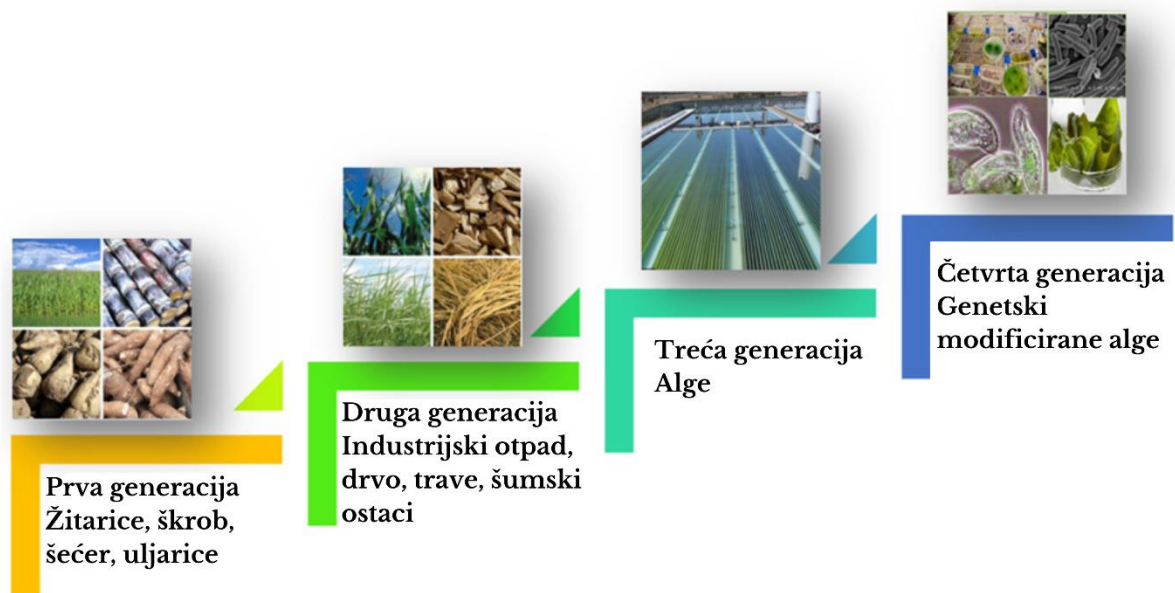 Prva generacija
Žitarice, škrob,
šećer, uljarice
Druga generacija
Industrijski otpad,
drvo, trave, šumski
ostaci
Treća generacija
Alge
Četvrta generacija
Genetski
modificirane alge